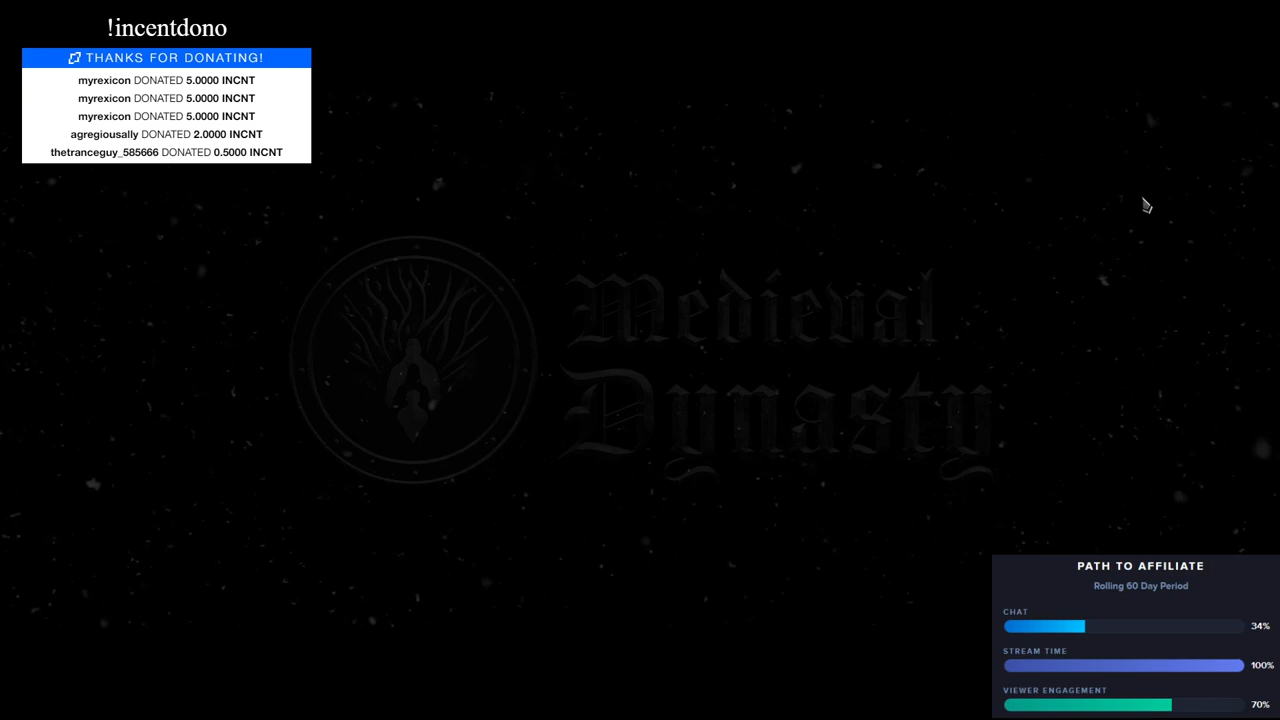 !incentdono
THANKS FOR DONATING!
myrexicon DONATED 5.0000 INCNT
myrexicon DONATED 5.0000 INCNT
myrexicon DONATED 5.0000 INCNT
agregiousally DONATED 2.0000 INCNT
thetranceguy_585666 DONATED 0.5000 INCNT
Medieval
Dynasty
PATH TO AFFILIATE
Rolling 60 Day Period
CHAT
34%
STREAM TIME
100%
VIEWER ENGAGEMENT
70%